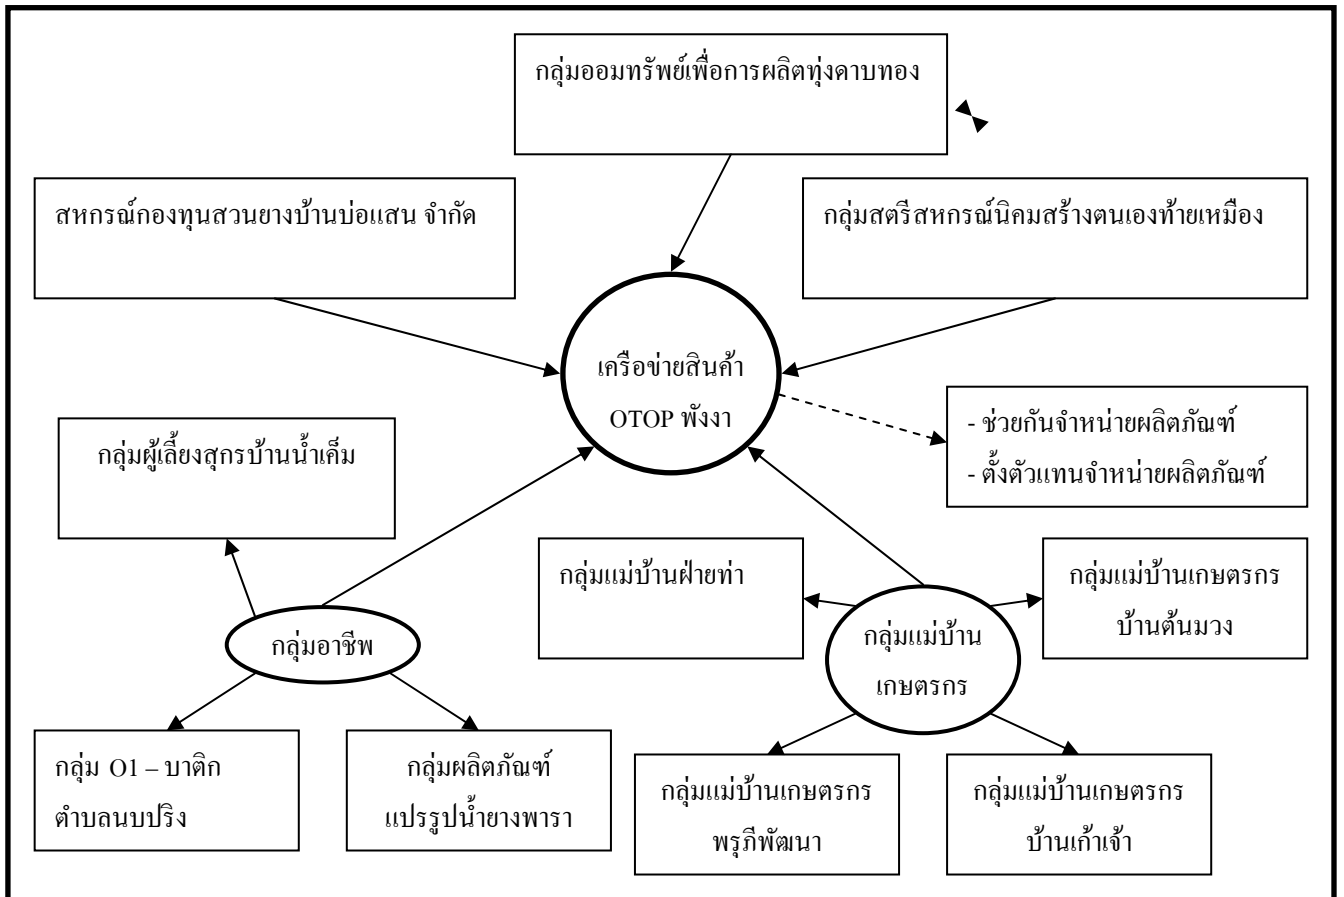 กลุ่มออมทรัพย์เพื่อการผลิตทุ่งดาบทอง
สหกรณ์กองทุนสวนยางบ้านบ่อแสน จำกัด
กลุ่มสตรีสหกรณ์นิคมสร้างตนเองท้ายเหมือง
เครือข่ายสินค้า
OTOP พังงา
- ช่วยกันจำหน่ายผลิตภัณฑ์
- ตั้งตัวแทนจำหน่ายผลิตภัณฑ์
กลุ่มผู้เลี้ยงสุกรบ้านน้ำเค็ม
กลุ่มแม่บ้านฝ่ายท่า
กลุ่มแม่บ้านเกษตรกร
บ้านต้นมวง
กลุ่มอาชีพ
กลุ่มแม่บ้าน
เกษตรกร
กลุ่ม O1 – บาติก
ตำบลนบปริง
กลุ่มผลิตภัณฑ์
แปรรูปน้ำยางพารา
กลุ่มแม่บ้านเกษตรกร
พรุภีพัฒนา
กลุ่มแม่บ้านเกษตรกร
บ้านเก้าเจ้า